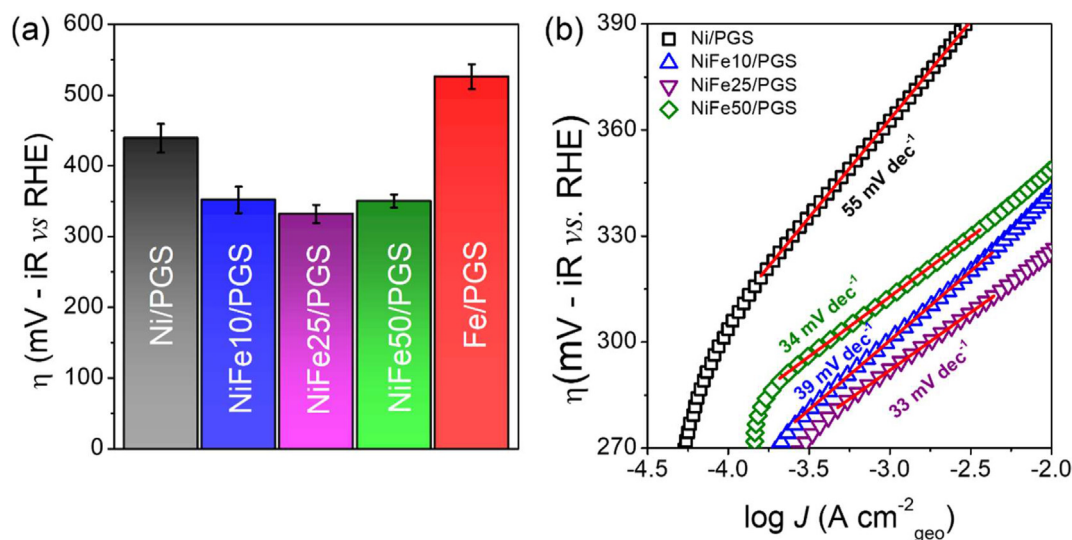 (a)
η (mV - iR vs RHE)
600
500
400
300
200
100
0
Ni/PGS
NiFe10/PGS
NiFe25/PGS
NiFe50/PGS
Fe/PGS
(b)
η(mV - iR vs. RHE)
390
360
330
300
270
Ni/PGS
NiFe10/PGS
NiFe25/PGS
NiFe50/PGS
55 mV dec⁻¹
34 mV dec⁻¹
39 mV dec⁻¹
33 mV dec⁻¹
-4.5 -4.0 -3.5 -3.0 -2.5 -2.0
log J (A cm⁻²geo)